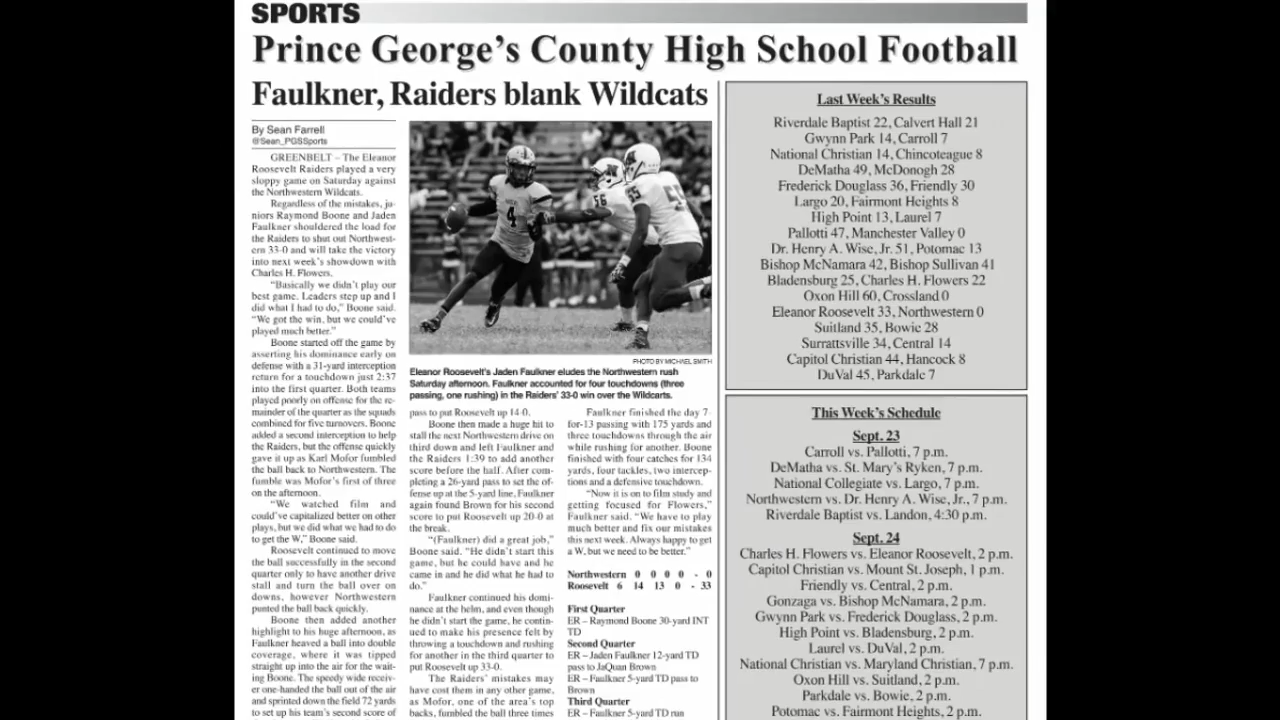 SPORTS
Prince George's County High School Football
Faulkner, Raiders blank Wildcats
By Sean Farrell
@Sean_PGSSports
GREENBELT – The Eleanor
Roosevelt Raiders played a very
sloppy game on Saturday against
the Northwestern Wildcats.
Regardless of the mistakes, ju-
niors Raymond Boone and Jaden
Faulkner shouldered the load for
the Raiders to shut out Northwest-
ern 33-0 and will take the victory
into next week's showdown with
Charles H. Flowers.
"Basically we didn't play our
best game. Leaders step up and I
did what I had to do," Boone said.
"We got the win, but we could've
played much better."
Boone started off the game by
asserting his dominance early on
defense with a 31-yard interception
return for a touchdown just 2:37
into the first quarter. Both teams
played poorly on offense for the re-
mainder of the quarter as the squads
combined for five turnovers. Boone
added a second interception to help
the Raiders, but the offense quickly
gave it up as Karl Mofor fumbled
the ball back to Northwestern. The
fumble was Mofor's first of three
on the afternoon.
"We watched film and
could've capitalized better on other
plays, but we did what we had to do
to get the W," Boone said.
Roosevelt continued to move
the ball successfully in the second
quarter only to have another drive
stall and turn the ball over on
downs, however Northwestern
punted the ball back quickly.
Boone then added another
highlight to his huge afternoon, as
Faulkner heaved a ball into double
coverage, where it was tipped
straight up into the air for the wait-
ing Boone. The speedy wide receiv-
er one-handed the ball out of the air
and sprinted down the field 72 yards
to set up his team's second score of
4
56
53
PHOTO BY MICHAEL SMITH
Eleanor Roosevelt's Jaden Faulkner eludes the Northwestern rush
Saturday afternoon. Faulkner accounted for four touchdowns (three
passing, one rushing) in the Raiders' 33-0 win over the Wildcarts.
pass to put Roosevelt up 14-0.
Boone then made a huge hit to
stall the next Northwestern drive on
third down and left Faulkner and
the Raiders 1:39 to add another
score before the half. After com-
pleting a 26-yard pass to set the of-
fense up at the 5-yard line, Faulkner
again found Brown for his second
score to put Roosevelt up 20-0 at
the break.
"(Faulkner) did a great job,"
Boone said. "He didn't start this
game, but he could have and he
came in and he did what he had to
do."
Faulkner continued his domi-
nance at the helm, and even though
he didn't start the game, he contin-
ued to make his presence felt by
throwing a touchdown and rushing
for another in the third quarter to
put Roosevelt up 33-0.
The Raiders' mistakes may
have cost them in any other game,
as Mofor, one of the area's top
backs, fumbled the ball three times
Faulkner finished the day 7-
for-13 passing with 175 yards and
three touchdowns through the air
while rushing for another. Boone
finished with four catches for 134
yards, four tackles, two intercep-
tions and a defensive touchdown.
"Now it is on to film study and
getting focused for Flowers,"
Faulkner said. "We have to play
much better and fix our mistakes
this next week. Always happy to get
a W, but we need to be better."
Northwestern 0 0 0 0 - 0
Roosevelt 6 14 13 0 - 33
First Quarter
ER – Raymond Boone 30-yard INT
TD
Second Quarter
ER – Jaden Faulkner 12-yard TD
pass to JaQuan Brown
ER – Faulkner 5-yard TD pass to
Brown
Third Quarter
ER – Faulkner 5-yard TD run
Last Week's Results
Riverdale Baptist 22, Calvert Hall 21
Gwynn Park 14, Carroll 7
National Christian 14, Chincoteague 8
DeMatha 49, McDonogh 28
Frederick Douglass 36, Friendly 30
Largo 20, Fairmont Heights 8
High Point 13, Laurel 7
Pallotti 47, Manchester Valley 0
Dr. Henry A. Wise, Jr. 51, Potomac 13
Bishop McNamara 42, Bishop Sullivan 41
Bladensburg 25, Charles H. Flowers 22
Oxon Hill 60, Crossland 0
Eleanor Roosevelt 33, Northwestern 0
Suitland 35, Bowie 28
Surrattsville 34, Central 14
Capitol Christian 44, Hancock 8
DuVal 45, Parkdale 7
This Week's Schedule
Sept. 23
Carroll vs. Pallotti, 7 p.m.
DeMatha vs. St. Mary's Ryken, 7 p.m.
National Collegiate vs. Largo, 7 p.m.
Northwestern vs. Dr. Henry A. Wise, Jr., 7 p.m.
Riverdale Baptist vs. Landon, 4:30 p.m.
Sept. 24
Charles H. Flowers vs. Eleanor Roosevelt, 2 p.m.
Capitol Christian vs. Mount St. Joseph, 1 p.m.
Friendly vs. Central, 2 p.m.
Gonzaga vs. Bishop McNamara, 2 p.m.
Gwynn Park vs. Frederick Douglass, 2 p.m.
High Point vs. Bladensburg, 2 p.m.
Laurel vs. DuVal, 2 p.m.
National Christian vs. Maryland Christian, 7 p.m.
Oxon Hill vs. Suitland, 2 p.m.
Parkdale vs. Bowie, 2 p.m.
Potomac vs. Fairmont Heights, 2 p.m.